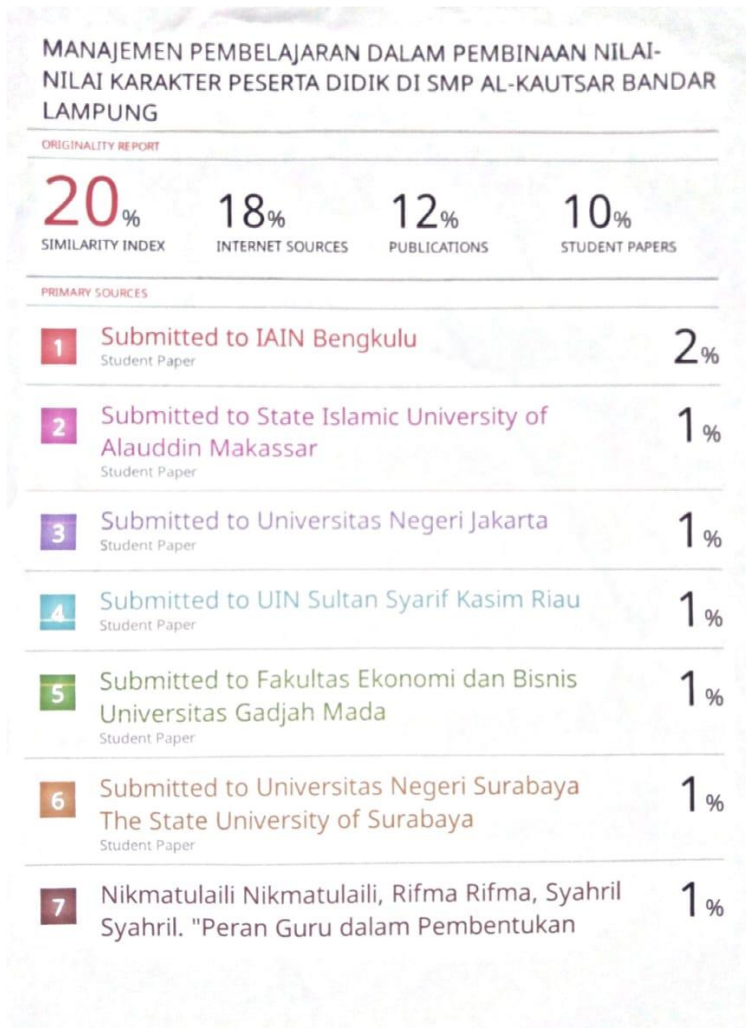 MANAJEMEN PEMBELAJARAN DALAM PEMBINAAN NILAI-
NILAI KARAKTER PESERTA DIDIK DI SMP AL-KAUTSAR BANDAR
LAMPUNG
ORIGINALITY REPORT
20% 18% 12% 10%
SIMILARITY INDEX INTERNET SOURCES PUBLICATIONS STUDENT PAPERS
PRIMARY SOURCES
1 Submitted to IAIN Bengkulu 2%
Student Paper
2 Submitted to State Islamic University of 1%
Alauddin Makassar
Student Paper
3 Submitted to Universitas Negeri Jakarta 1%
Student Paper
4 Submitted to UIN Sultan Syarif Kasim Riau 1%
Student Paper
5 Submitted to Fakultas Ekonomi dan Bisnis 1%
Universitas Gadjah Mada
Student Paper
6 Submitted to Universitas Negeri Surabaya 1%
The State University of Surabaya
Student Paper
7 Nikmatulaili Nikmatulaili, Rifma Rifma, Syahril 1%
Syahril. "Peran Guru dalam Pembentukan